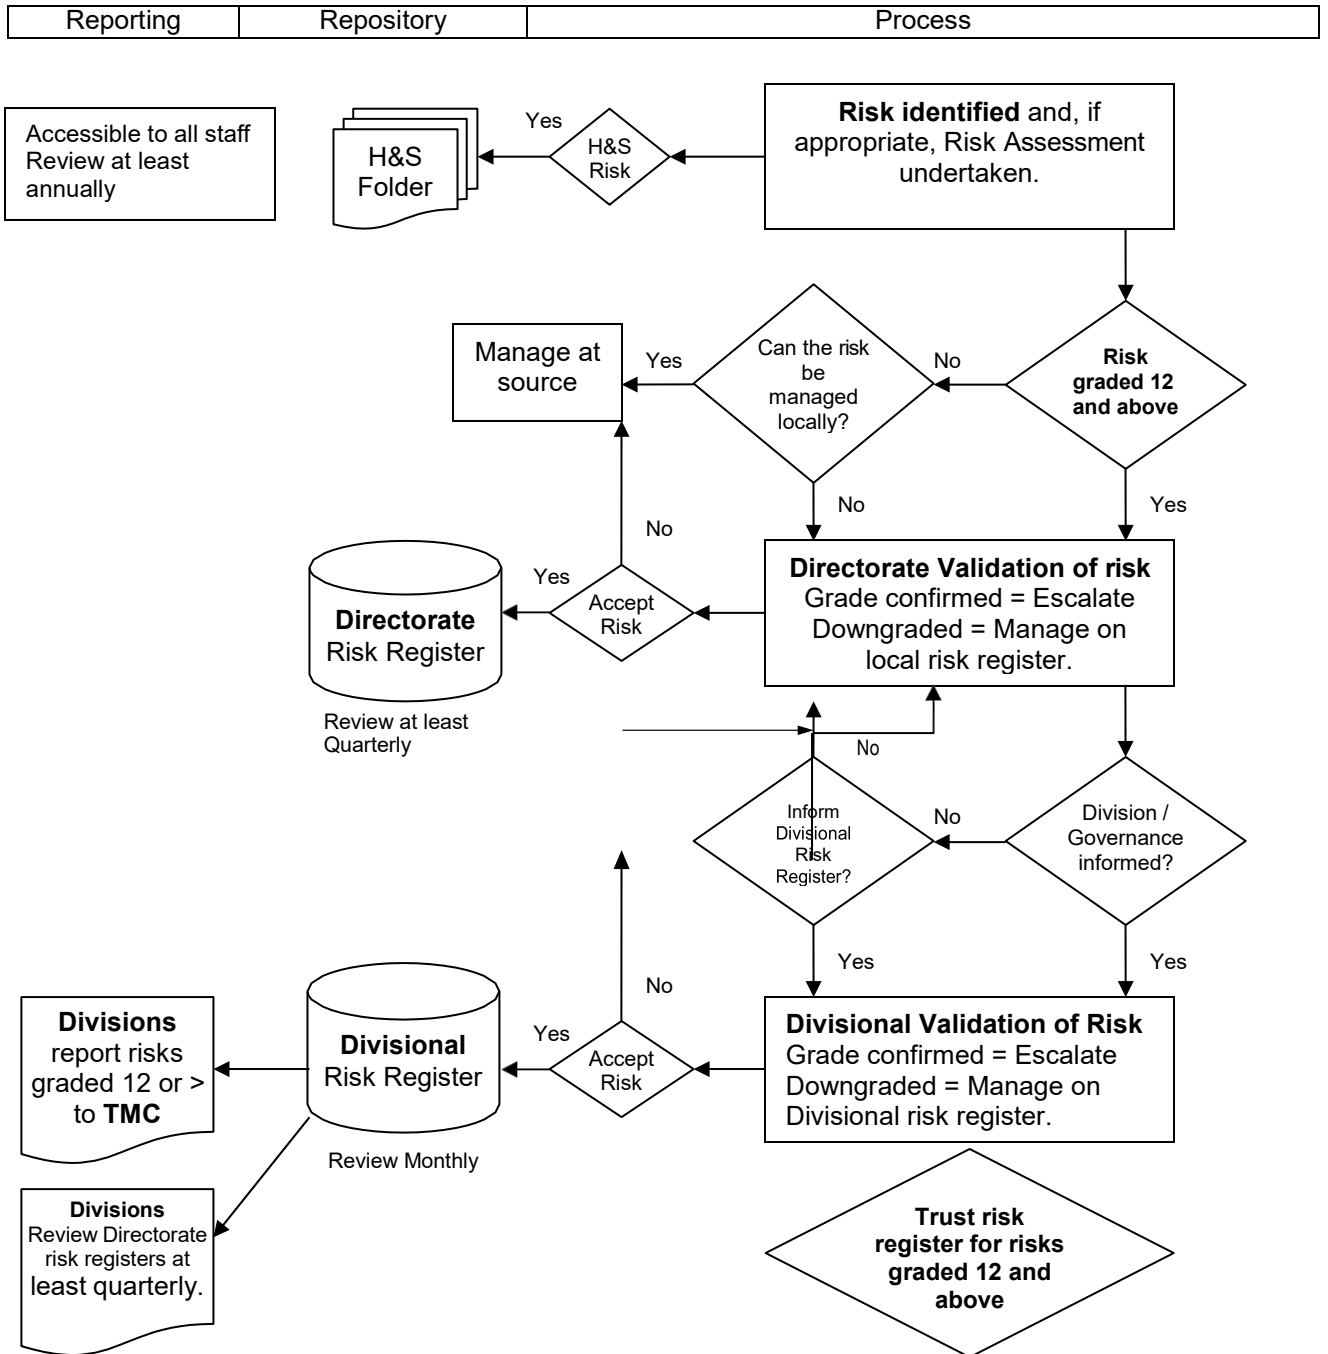 Reporting
Repository
Process
Accessible to all staff
Review at least
annually
H&S
Folder
Yes
H&S
Risk
Risk identified and, if
appropriate, Risk Assessment
undertaken.
Manage at
source
Yes
Can the risk
be
managed
locally?
No
Risk
graded 12
and above
No
No
Yes
Directorate
Risk Register
Review at least
Quarterly
Yes
Accept
Risk
Directorate Validation of risk
Grade confirmed = Escalate
Downgraded = Manage on
local risk register.
No
Inform
Divisional
Risk
Register?
No
Division /
Governance
informed?
No
Yes
Yes
Divisions
report risks
graded 12 or >
to TMC
Divisional
Risk Register
Review Monthly
Yes
Accept
Risk
Divisional Validation of Risk
Grade confirmed = Escalate
Downgraded = Manage on
Divisional risk register.
Divisions
Review Directorate
risk registers at
least quarterly.
Trust risk
register for risks
graded 12 and
above